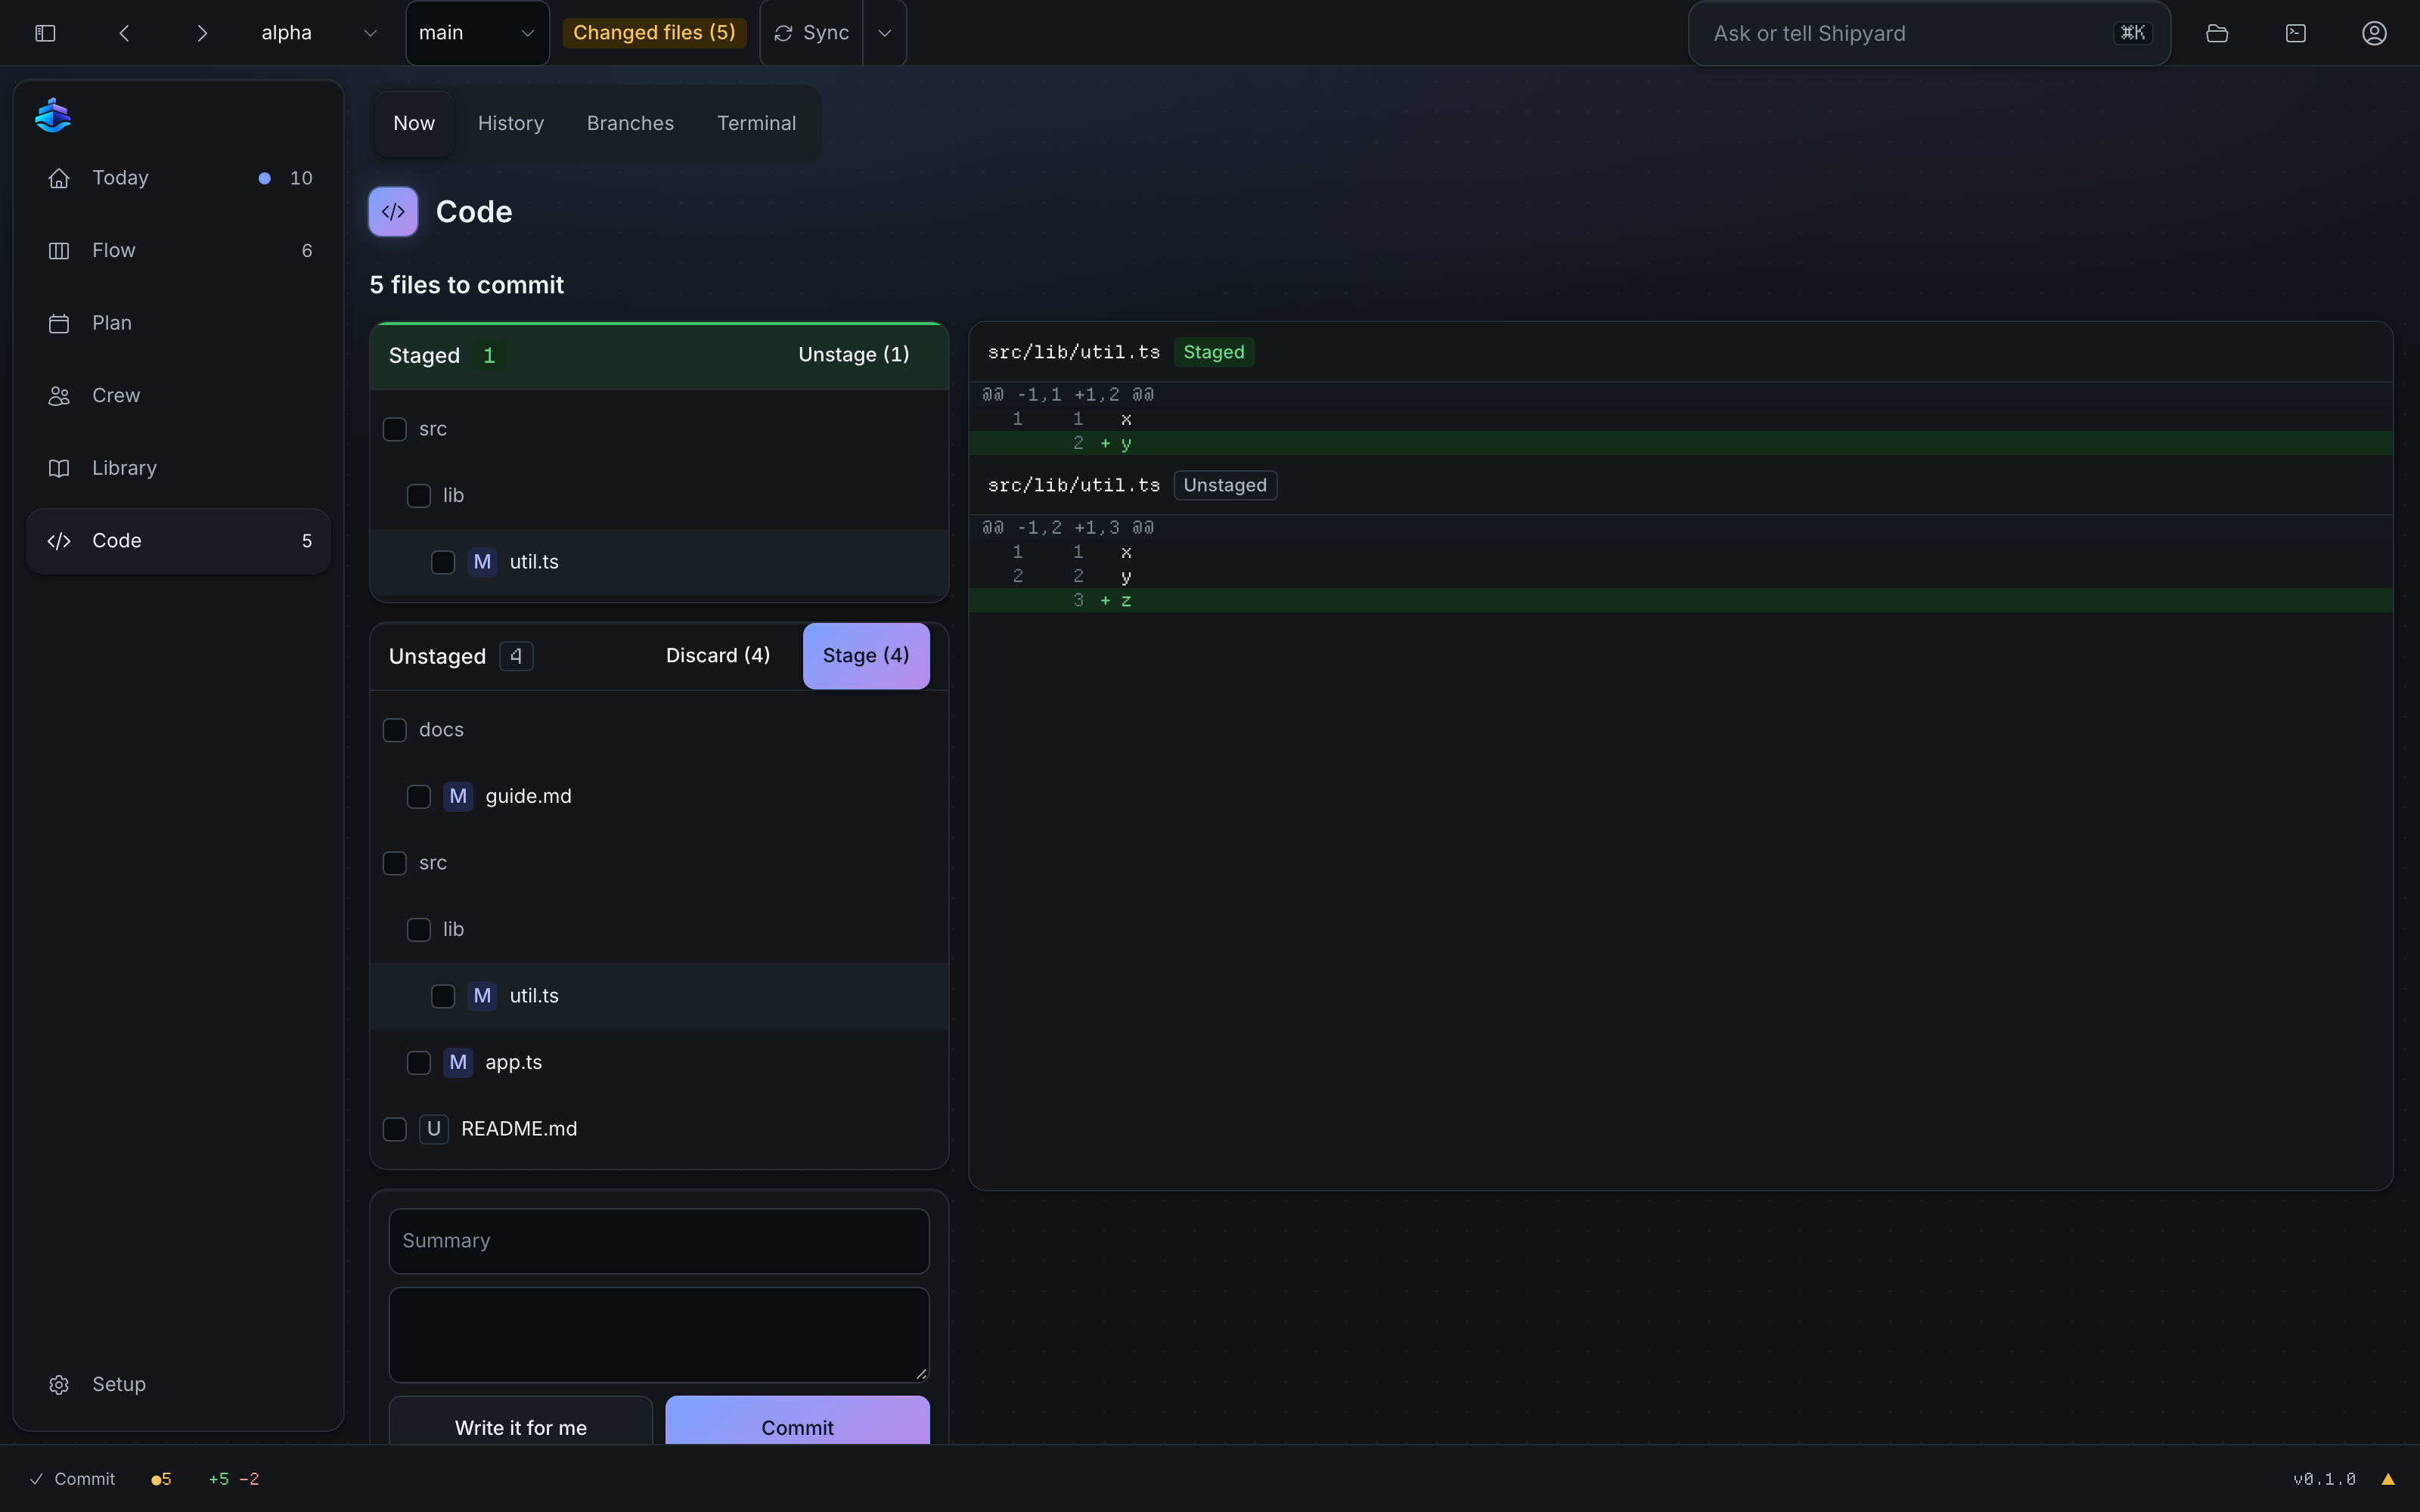 alpha
main
Changed files (5)
Sync
Ask or tell Shipyard
⌘K
Today
10
Flow
6
Plan
Crew
Library
Code
5
Setup
Now
History
Branches
Terminal
</>
Code
5 files to commit
Staged 1
Unstage (1)
src
lib
M util.ts
Unstaged 4
Discard (4)
Stage (4)
docs
M guide.md
src
lib
M util.ts
M app.ts
U README.md
Summary
Write it for me
Commit
src/lib/util.ts Staged
@@ -1,1 +1,2 @@
1 1 x
2 + y
src/lib/util.ts Unstaged
@@ -1,2 +1,3 @@
1 1 x
2 2 y
3 + z
Commit
5
+5 -2
v0.1.0